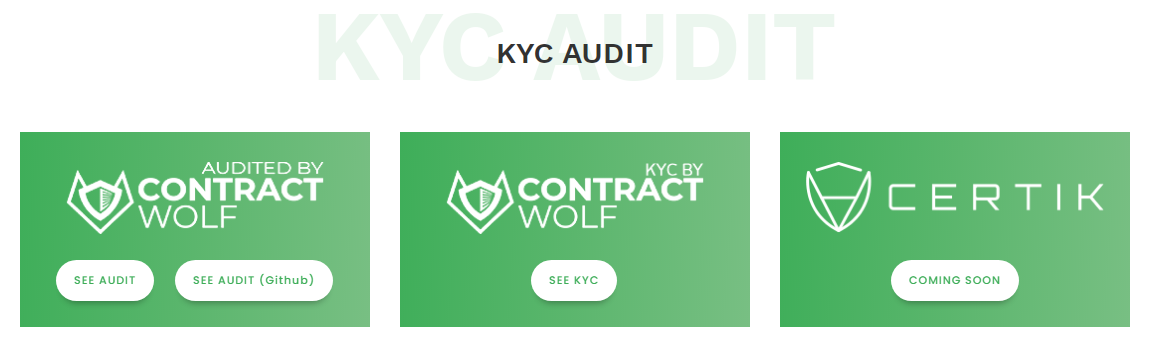 KYC AUDIT
KYC AUDIT
AUDITED BY
CONTRACT
WOLF
SEE AUDIT
SEE AUDIT (Github)
KYC BY
CONTRACT
WOLF
SEE KYC
CERTIK
COMING SOON